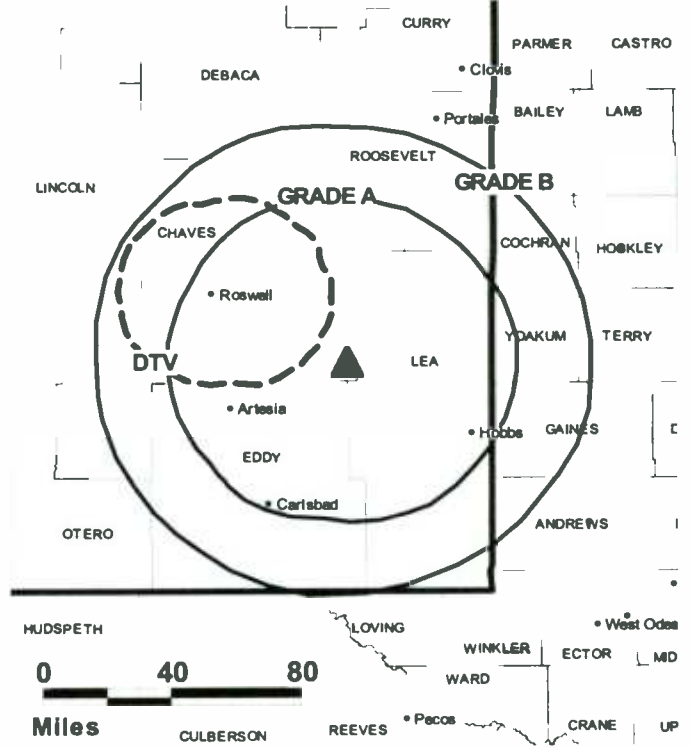 CURRY
PARMER CASTRO
DEBACA
Clovis
Portales
BAILEY LAMB
ROOSEVELT
LINCOLN
GRADE A
GRADE B
CHAVES
COCHRAN HOCKLEY
Roswell
DTV
LEA
YOAKUM TERRY
Artesia
Hobbs
GAINES
EDDY
Carlsbad
OTERO
ANDREWS
HUDSPETH
LOVING
West Odes
WINKLER
ECTOR
MID
WARD
0 40 80
Miles
CULBERSON
REEVES
Pecos
CRANE
UP